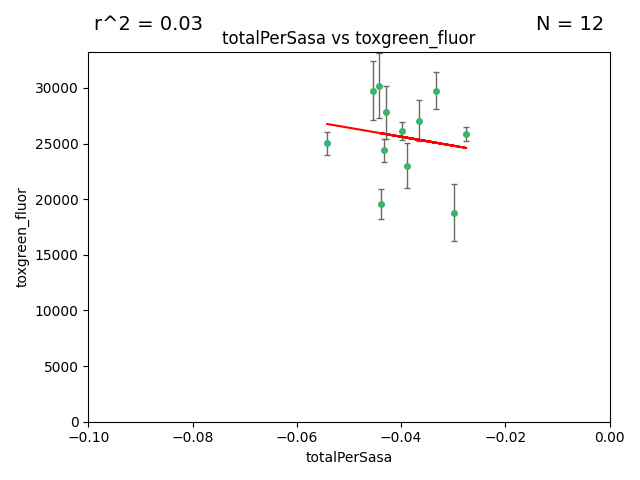 r^2 = 0.03
N = 12
totalPerSasa vs toxgreen_fluor
30000
25000
20000
15000
10000
5000
0
toxgreen_fluor
−0.10
−0.08
−0.06
−0.04
−0.02
0.00
totalPerSasa